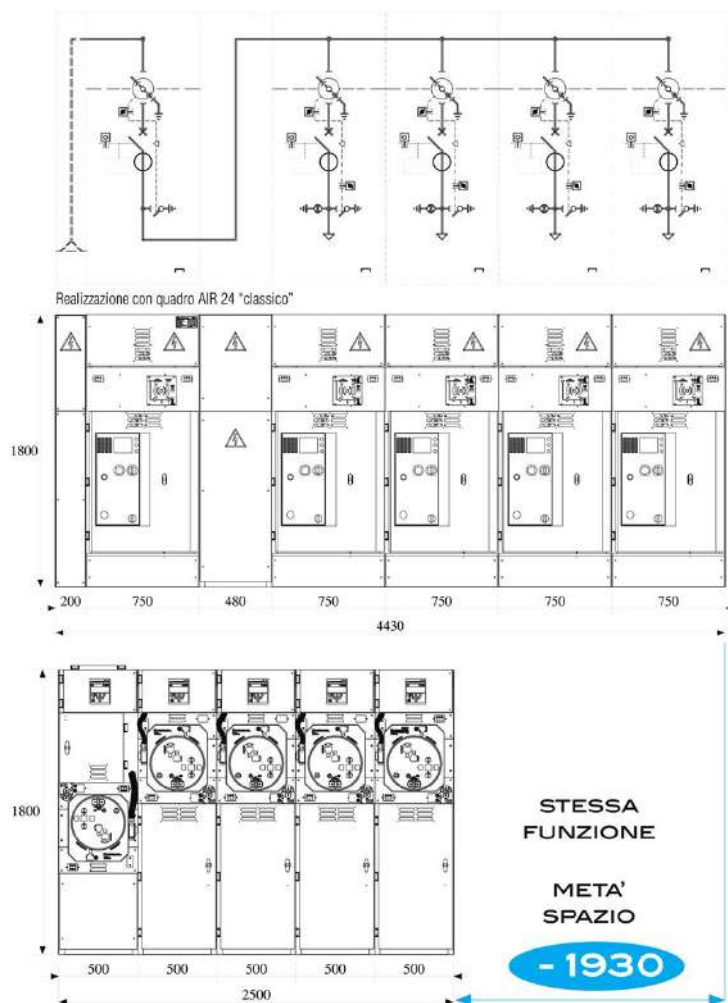 Realizzazione con quadro AIR 24 "classico"
1800
200 750 480 750 750 750 750
4430
1800
STESSA
FUNZIONE
META'
SPAZIO
- 1930
500 500 500 500 500
2500